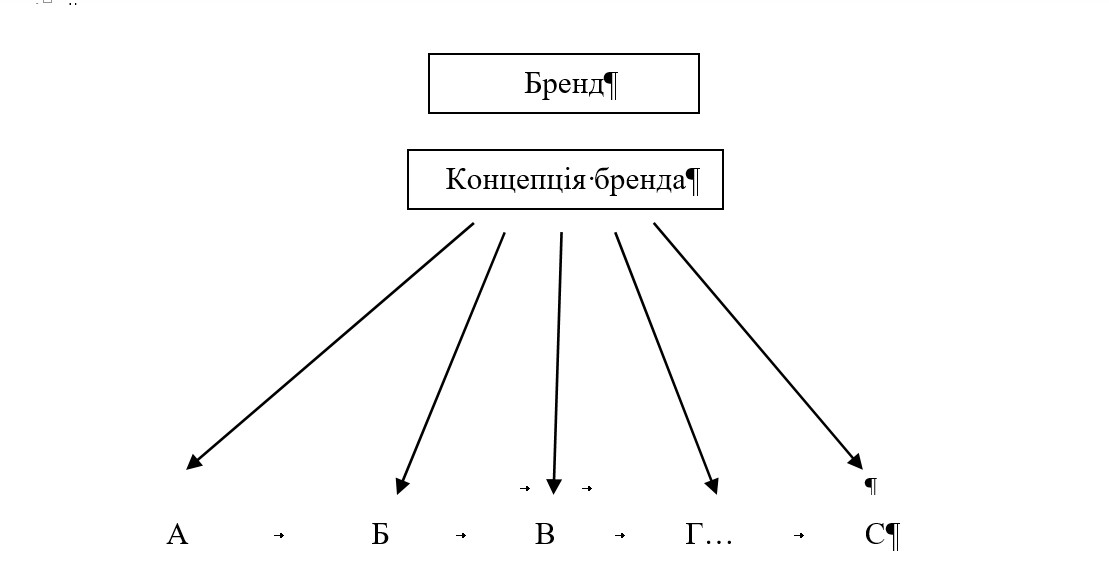 Бренд¶
Концепція·бренда¶
→ → ¶
А → Б → В → Г… → С¶